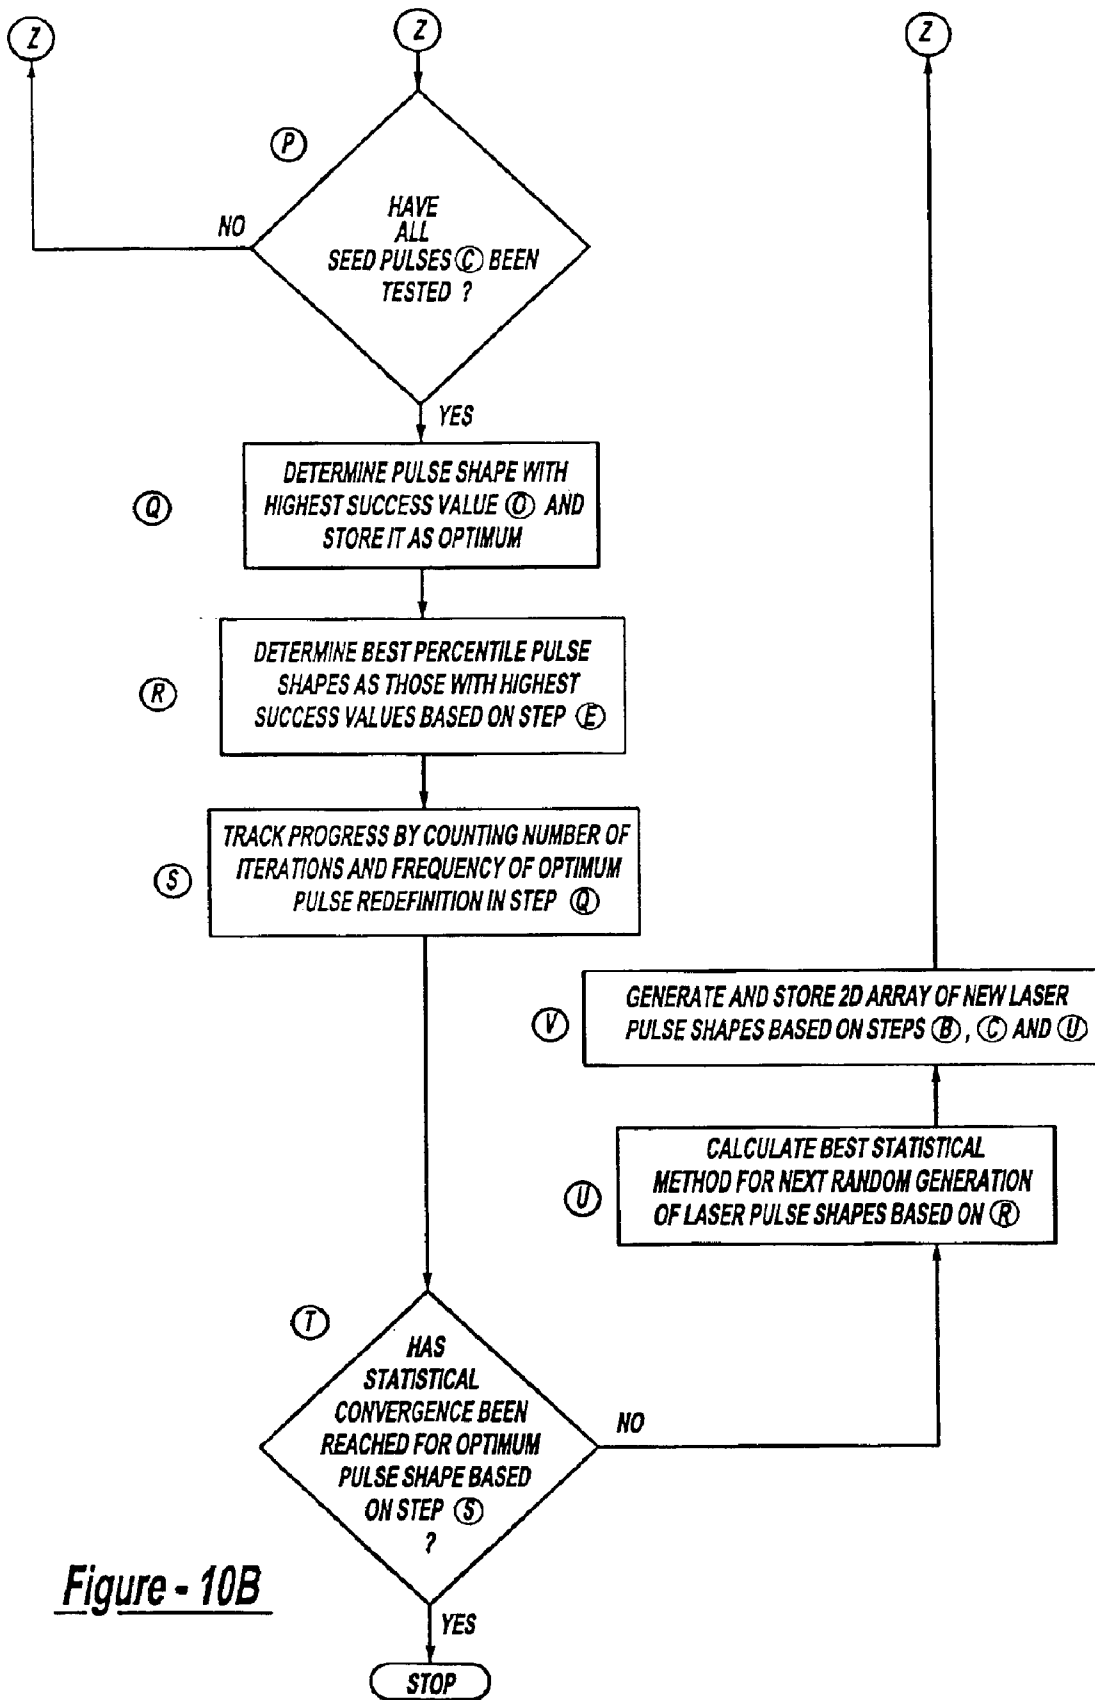 Z
Z
Z
P
HAVE
ALL
SEED PULSES C BEEN
TESTED ?
NO
YES
Q
DETERMINE PULSE SHAPE WITH
HIGHEST SUCCESS VALUE O AND
STORE IT AS OPTIMUM
R
DETERMINE BEST PERCENTILE PULSE
SHAPES AS THOSE WITH HIGHEST
SUCCESS VALUES BASED ON STEP E
S
TRACK PROGRESS BY COUNTING NUMBER OF
ITERATIONS AND FREQUENCY OF OPTIMUM
PULSE REDEFINITION IN STEP Q
V
GENERATE AND STORE 2D ARRAY OF NEW LASER
PULSE SHAPES BASED ON STEPS B, C AND U
U
CALCULATE BEST STATISTICAL
METHOD FOR NEXT RANDOM GENERATION
OF LASER PULSE SHAPES BASED ON R
T
HAS
STATISTICAL
CONVERGENCE BEEN
REACHED FOR OPTIMUM
PULSE SHAPE BASED
ON STEP S
?
NO
YES
STOP
Figure - 10B